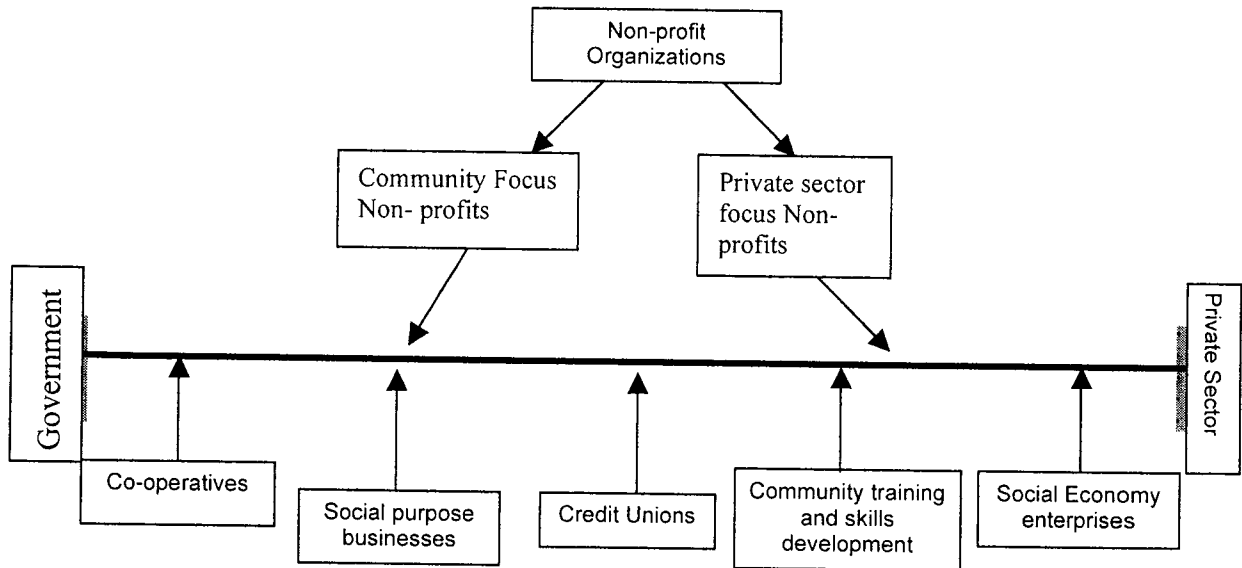 Non-profit
Organizations
Community Focus
Non- profits
Private sector
focus Non-
profits
Government
Private Sector
Co-operatives
Social purpose
businesses
Credit Unions
Community training
and skills
development
Social Economy
enterprises